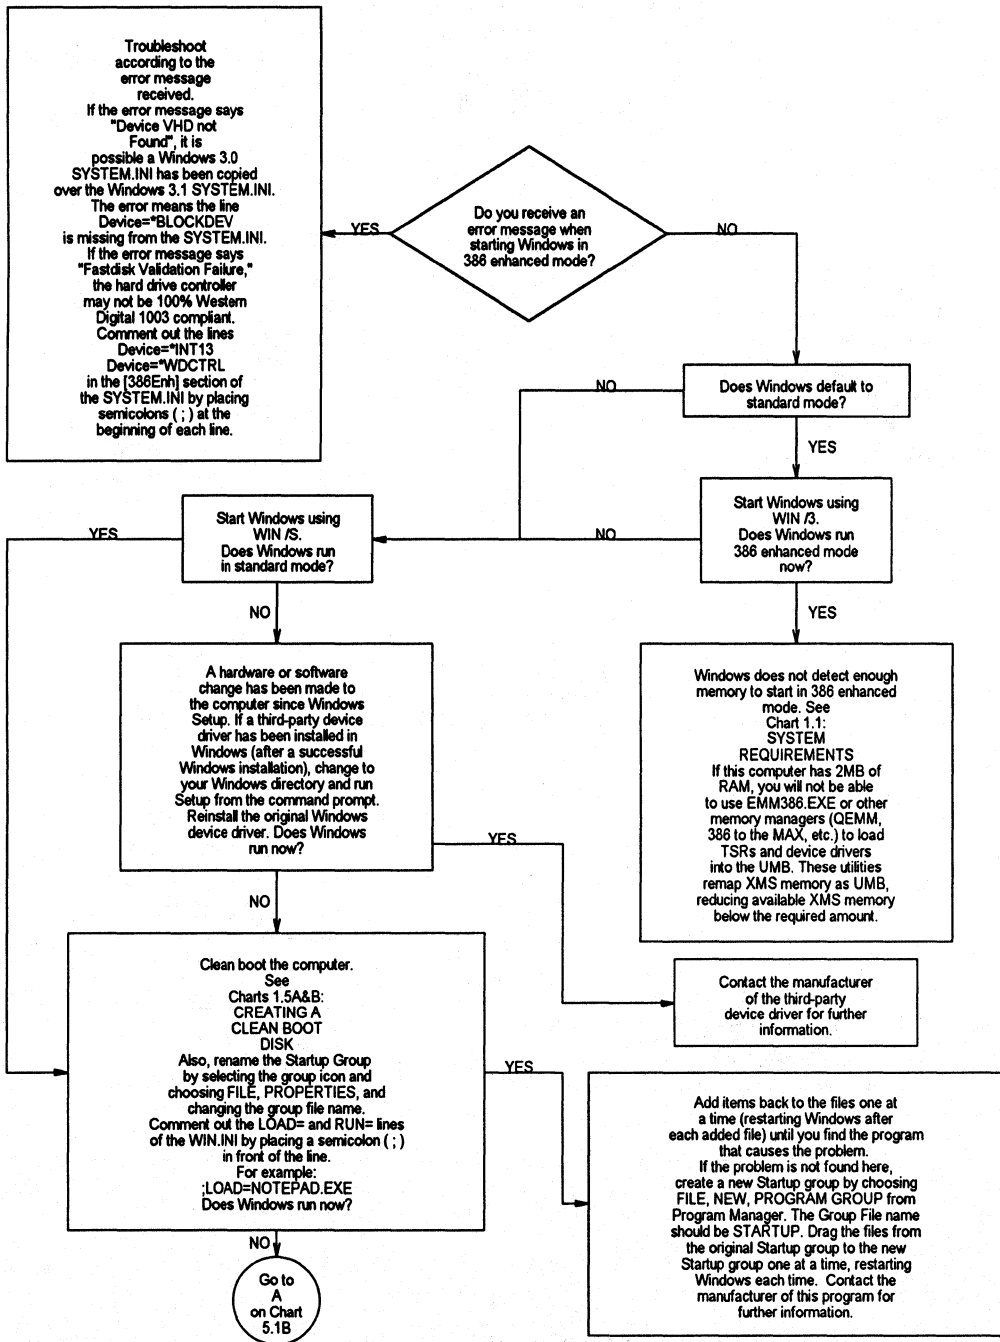 Troubleshoot
according to the
error message
received.
If the error message says
"Device VHD not
Found", it is
possible a Windows 3.0
SYSTEM.INI has been copied
over the Windows 3.1 SYSTEM.INI.
The error means the line
Device=*BLOCKDEV
is missing from the SYSTEM.INI.
If the error message says
"Fastdisk Validation Failure,"
the hard drive controller
may not be 100% Western
Digital 1003 compliant.
Comment out the lines
Device=*INT13
Device=*WDCTRL
in the [386Enh] section of
the SYSTEM.INI by placing
semicolons ( ; ) at the
beginning of each line.
YES
Do you receive an
error message when
starting Windows in
386 enhanced mode?
NO
NO
Does Windows default to
standard mode?
YES
YES
Start Windows using
WIN /S.
Does Windows run
in standard mode?
NO
Start Windows using
WIN /3.
Does Windows run
386 enhanced mode
now?
NO
YES
A hardware or software
change has been made to
the computer since Windows
Setup. If a third-party device
driver has been installed in
Windows (after a successful
Windows installation), change to
your Windows directory and run
Setup from the command prompt.
Reinstall the original Windows
device driver. Does Windows
run now?
YES
Windows does not detect enough
memory to start in 386 enhanced
mode. See
Chart 1.1:
SYSTEM
REQUIREMENTS
If this computer has 2MB of
RAM, you will not be able
to use EMM386.EXE or other
memory managers (QEMM,
386 to the MAX, etc.) to load
TSRs and device drivers
into the UMB. These utilities
remap XMS memory as UMB,
reducing available XMS memory
below the required amount.
NO
Clean boot the computer.
See
Charts 1.5A&B:
CREATING A
CLEAN BOOT
DISK
Also, rename the Startup Group
by selecting the group icon and
choosing FILE, PROPERTIES, and
changing the group file name.
Comment out the LOAD= and RUN= lines
of the WIN.INI by placing a semicolon ( ; )
in front of the line.
For example:
;LOAD=NOTEPAD.EXE
Does Windows run now?
YES
Contact the manufacturer
of the third-party
device driver for further
information.
Add items back to the files one at
a time (restarting Windows after
each added file) until you find the program
that causes the problem.
If the problem is not found here,
create a new Startup group by choosing
FILE, NEW, PROGRAM GROUP from
Program Manager. The Group File name
should be STARTUP. Drag the files from
the original Startup group to the new
Startup group one at a time, restarting
Windows each time. Contact the
manufacturer of this program for
further information.
NO
Go to
A
on Chart
5.1B